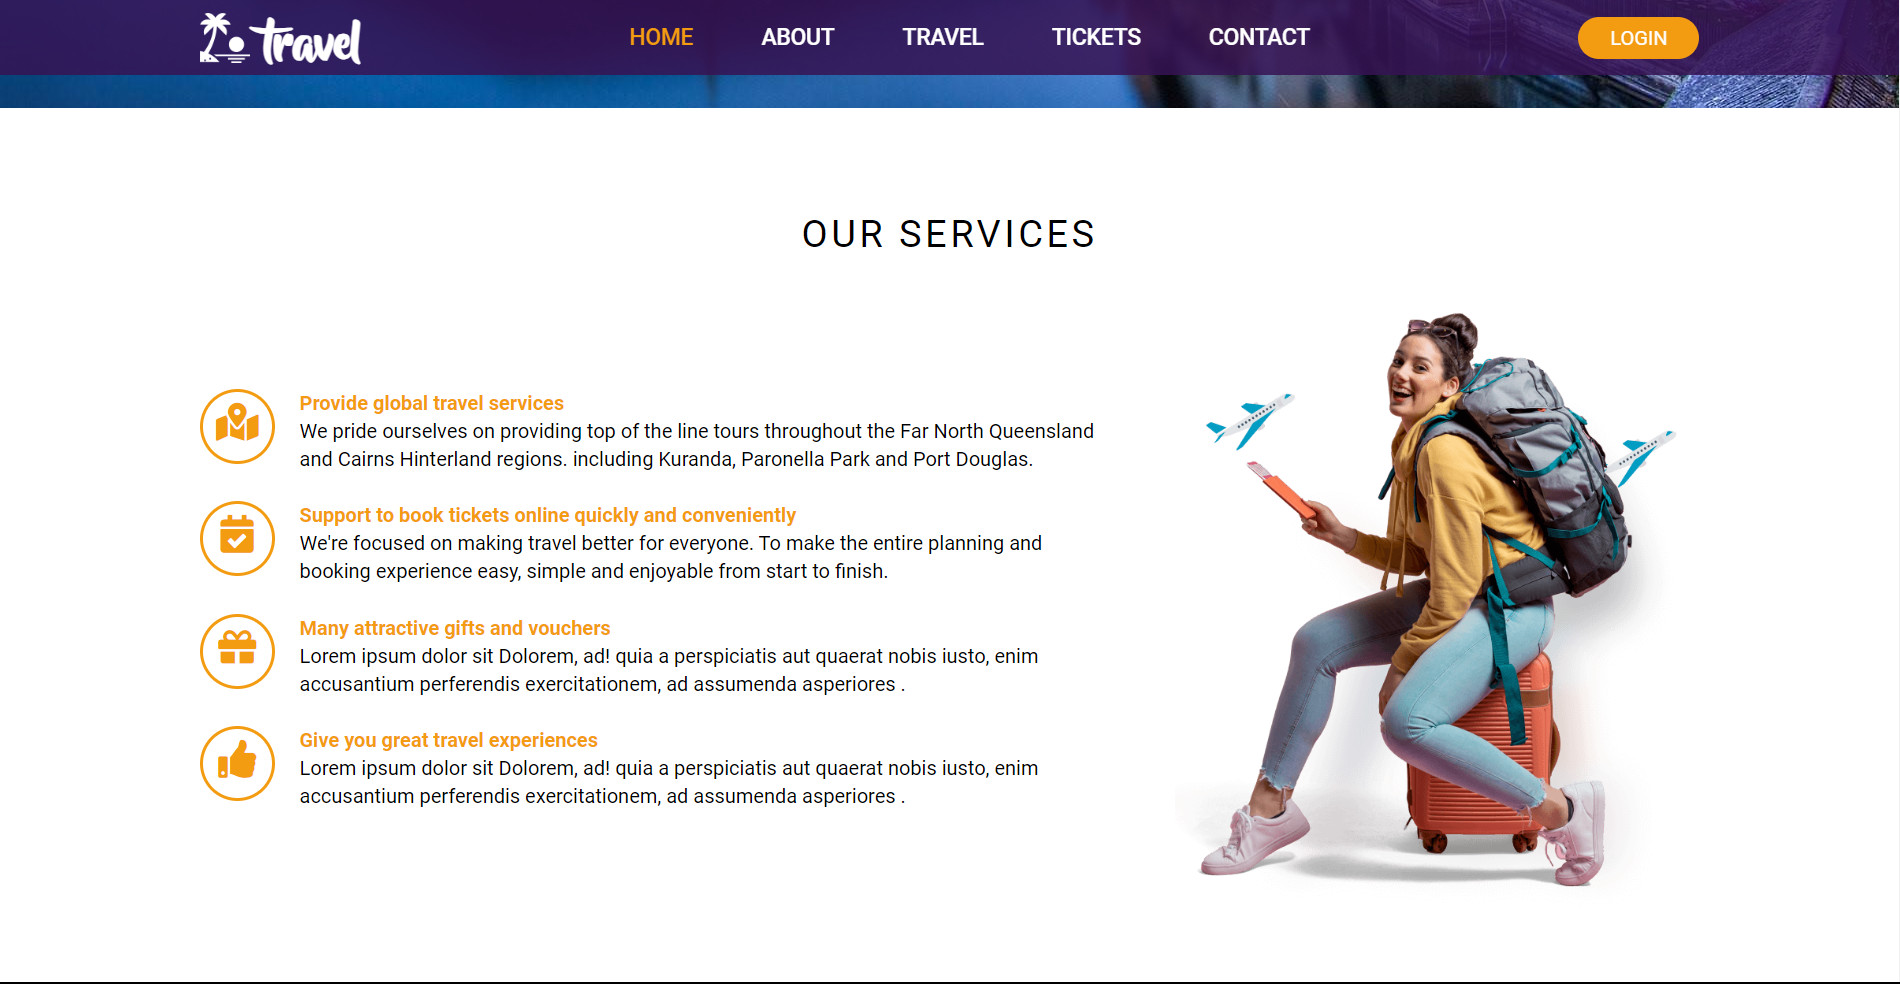 travel
HOME
ABOUT
TRAVEL
TICKETS
CONTACT
LOGIN
OUR SERVICES
Provide global travel services
We pride ourselves on providing top of the line tours throughout the Far North Queensland
and Cairns Hinterland regions. including Kuranda, Paronella Park and Port Douglas.
Support to book tickets online quickly and conveniently
We're focused on making travel better for everyone. To make the entire planning and
booking experience easy, simple and enjoyable from start to finish.
Many attractive gifts and vouchers
Lorem ipsum dolor sit Dolorem, ad! quia a perspiciatis aut quaerat nobis iusto, enim
accusantium perferendis exercitationem, ad assumenda asperiores .
Give you great travel experiences
Lorem ipsum dolor sit Dolorem, ad! quia a perspiciatis aut quaerat nobis iusto, enim
accusantium perferendis exercitationem, ad assumenda asperiores .